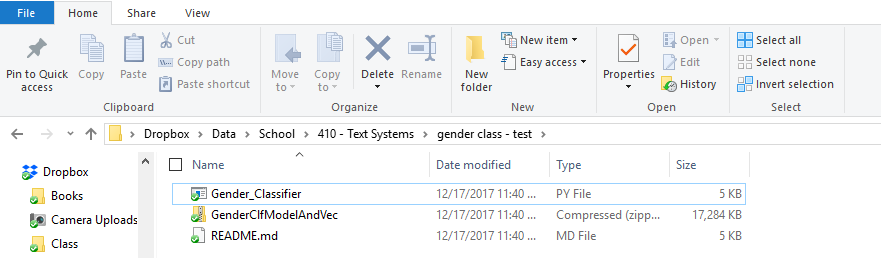 File Home Share View
Pin to Quick access
Copy
Paste
Cut
Copy path
Paste shortcut
Clipboard
Move to
Copy to
Delete
Rename
Organize
New folder
New item
Easy access
New
Properties
Open
Edit
History
Open
Select all
Select none
Invert selection
Select
Dropbox Data School 410 - Text Systems gender class - test
Dropbox
Books
Camera Uploads
Class
Name Date modified Type Size
Gender_Classifier 12/17/2017 11:40 ... PY File 5 KB
GenderClfModelAndVec 12/17/2017 11:40 ... Compressed (zipp... 17,284 KB
README.md 12/17/2017 11:40 ... MD File 5 KB